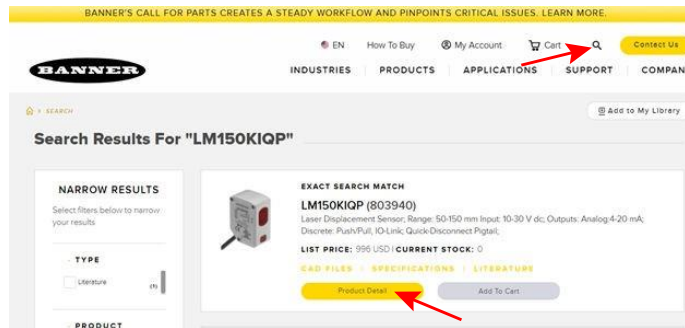 BANNER'S CALL FOR PARTS CREATES A STEADY WORKFLOW AND PINPOINTS CRITICAL ISSUES. LEARN MORE.
EN How To Buy My Account Cart Contact Us
BANNER
INDUSTRIES PRODUCTS APPLICATIONS SUPPORT COMPAN
> SEARCH
Add to My Library
Search Results For "LM150KIQP"
NARROW RESULTS
Select filters below to narrow
your results
- TYPE
Literature (1)
- PRODUCT
EXACT SEARCH MATCH
LM150KIQP (803940)
Laser Displacement Sensor; Range: 50-150 mm Input: 10-30 V dc; Outputs: Analog:4-20 mA;
Discrete: Push/Pull, IO-Link; Quick-Disconnect Pigtail;
LIST PRICE: 996 USD | CURRENT STOCK: 0
CAD FILES | SPECIFICATIONS | LITERATURE
Product Detail Add To Cart